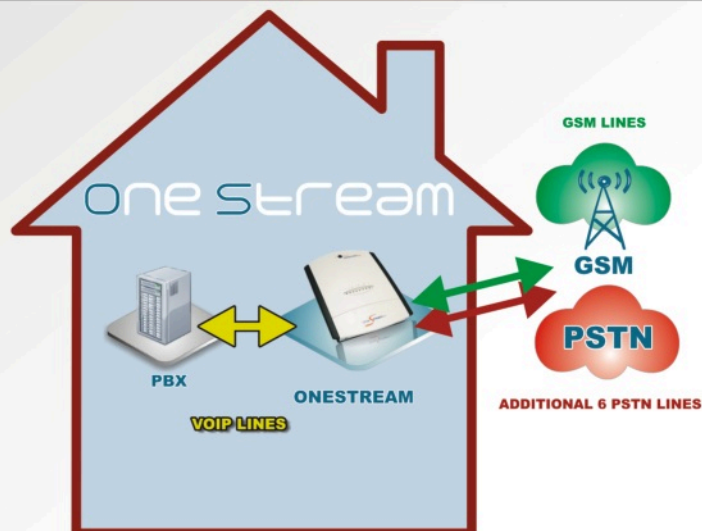 GSM LINES
one stream
GSM
PSTN
PBX
ONESTREAM
ADDITIONAL 6 PSTN LINES
VOIP LINES